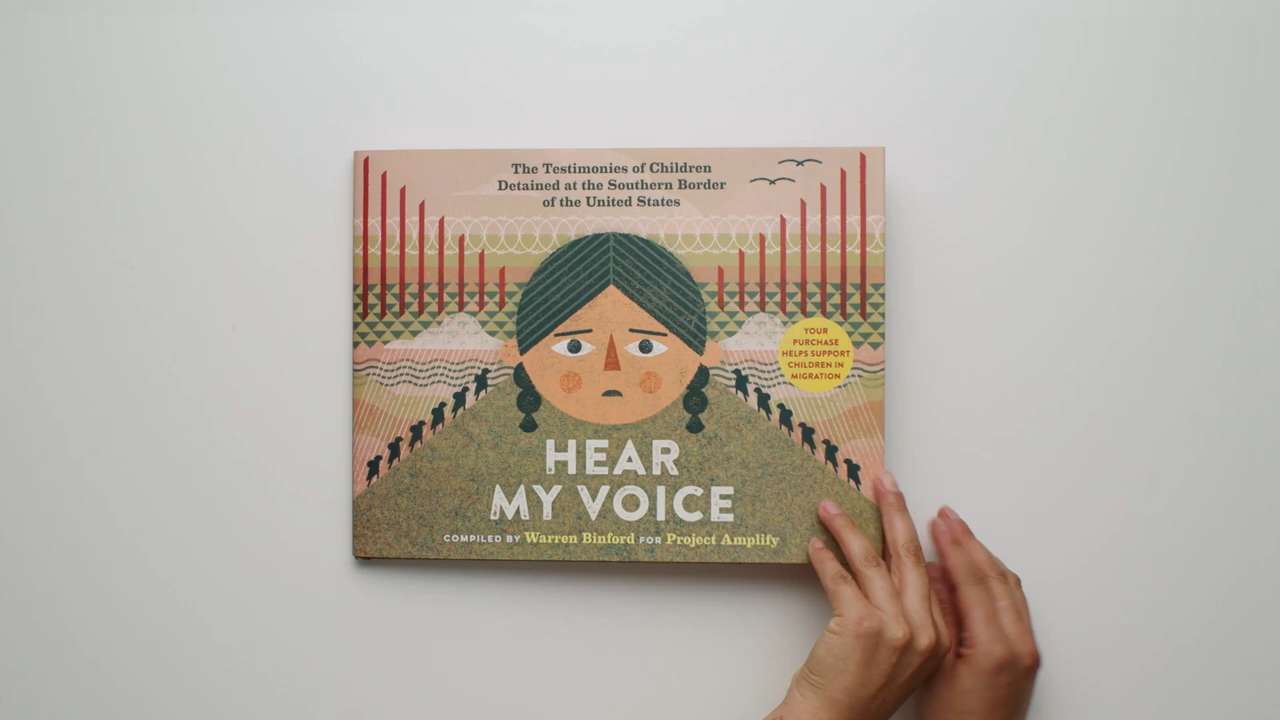 The Testimonies of Children
Detained at the Southern Border
of the United States
YOUR
PURCHASE
HELPS SUPPORT
CHILDREN IN
MIGRATION
HEAR
MY VOICE
COMPILED BY Warren Binford FOR Project Amplify